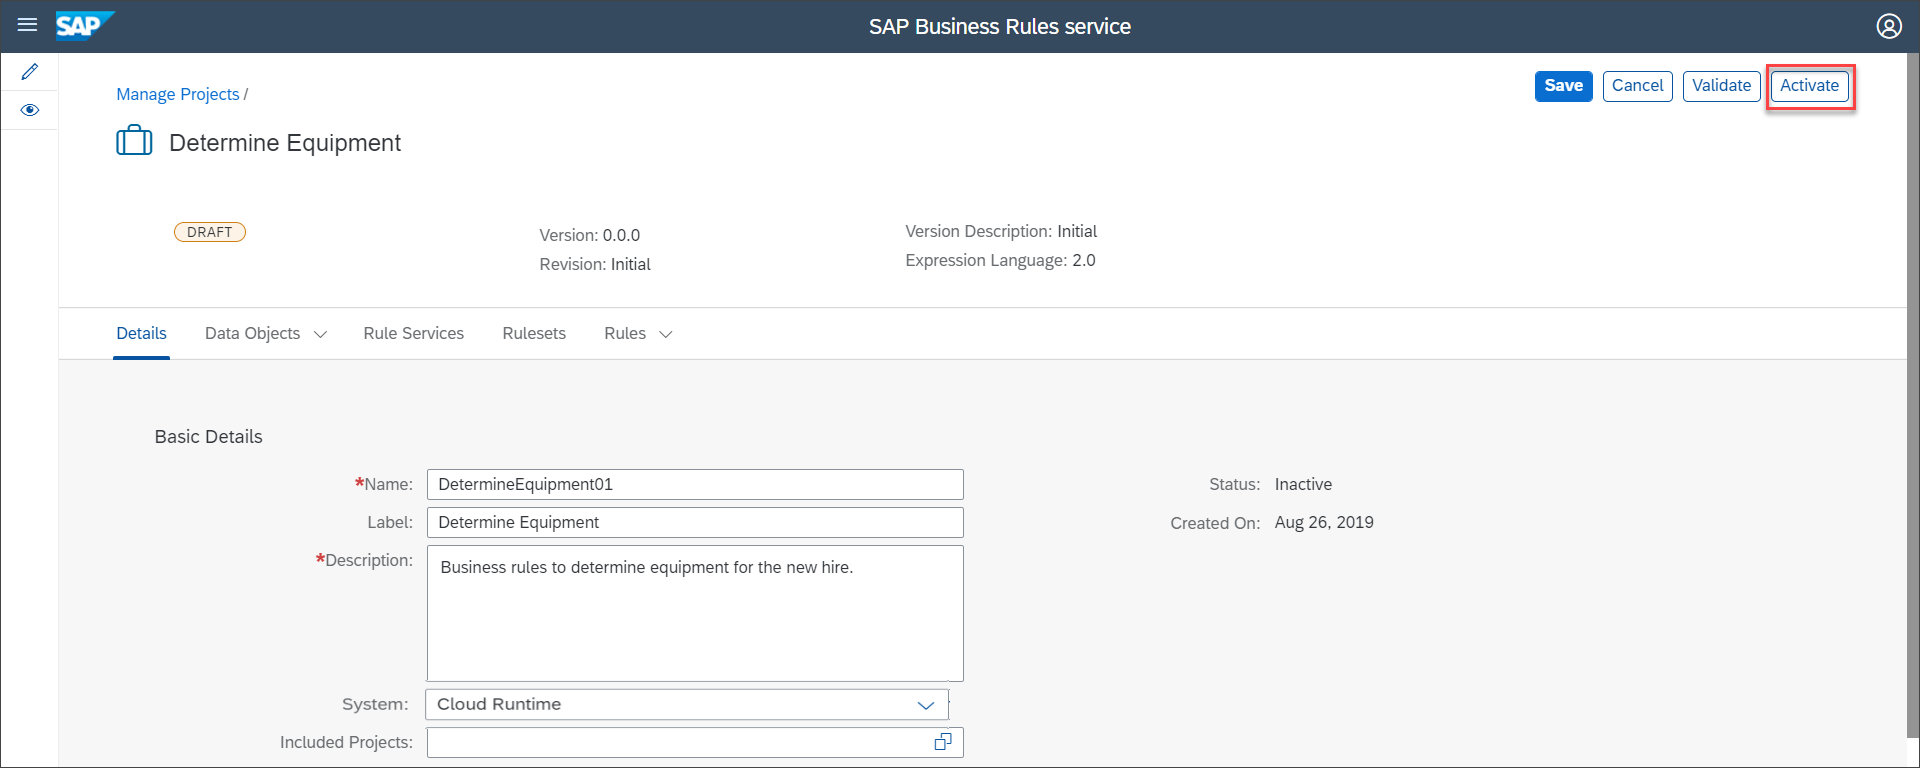 SAP
SAP Business Rules service
Manage Projects /
Save
Cancel
Validate
Activate
Determine Equipment
DRAFT
Version: 0.0.0
Revision: Initial
Version Description: Initial
Expression Language: 2.0
Details
Data Objects
Rule Services
Rulesets
Rules
Basic Details
*Name: DetermineEquipment01
Label: Determine Equipment
*Description: Business rules to determine equipment for the new hire.
System: Cloud Runtime
Included Projects:
Status: Inactive
Created On: Aug 26, 2019